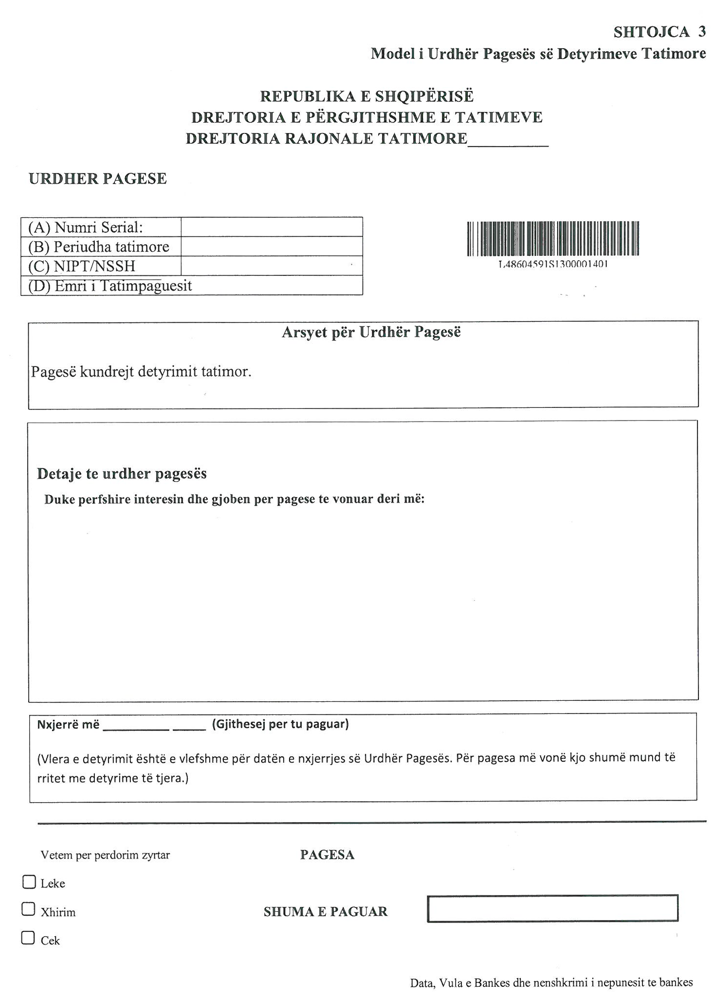 SHTOJCA 3
Model i Urdhër Pagesës së Detyrimeve Tatimore
REPUBLIKA E SHQIPËRISË
DREJTORIA E PËRGJITHSHME E TATIMEVE
DREJTORIA RAJONALE TATIMORE__________
URDHER PAGESE
(A) Numri Serial:
(B) Periudha tatimore
(C) NIPT/NSSH
(D) Emri i Tatimpaguesit
L48604591S1300001401
Arsyet për Urdhër Pagesë
Pagesë kundrejt detyrimit tatimor.
Detaje te urdher pagesës
Duke perfshire interesin dhe gjoben per pagese te vonuar deri më:
Nxjerrë më __________ _____ (Gjithesej per tu paguar)
(Vlera e detyrimit është e vlefshme për datën e nxjerrjes së Urdhër Pagesës. Për pagesa më vonë kjo shumë mund të
rritet me detyrime të tjera.)
Vetem per perdorim zyrtar
PAGESA
Leke
Xhirim
SHUMA E PAGUAR
Cek
Data, Vula e Bankes dhe nenshkrimi i nepunesit te bankes